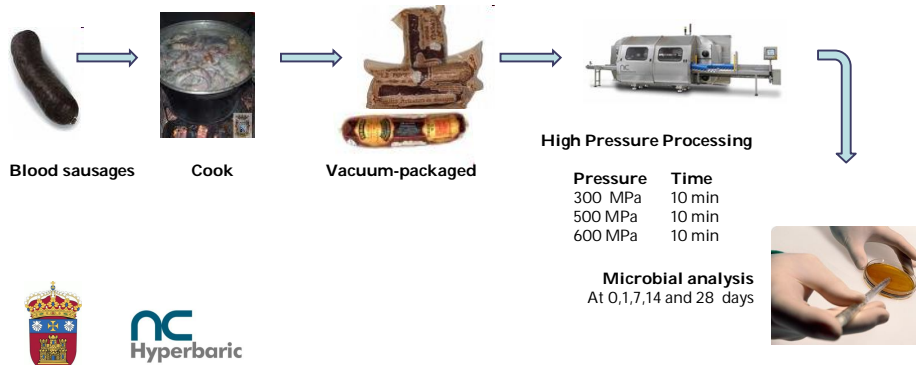 Blood sausages
Cook
Vacuum-packaged
High Pressure Processing
Pressure Time
300 MPa 10 min
500 MPa 10 min
600 MPa 10 min
Microbial analysis
At 0,1,7,14 and 28 days
nc
Hyperbaric